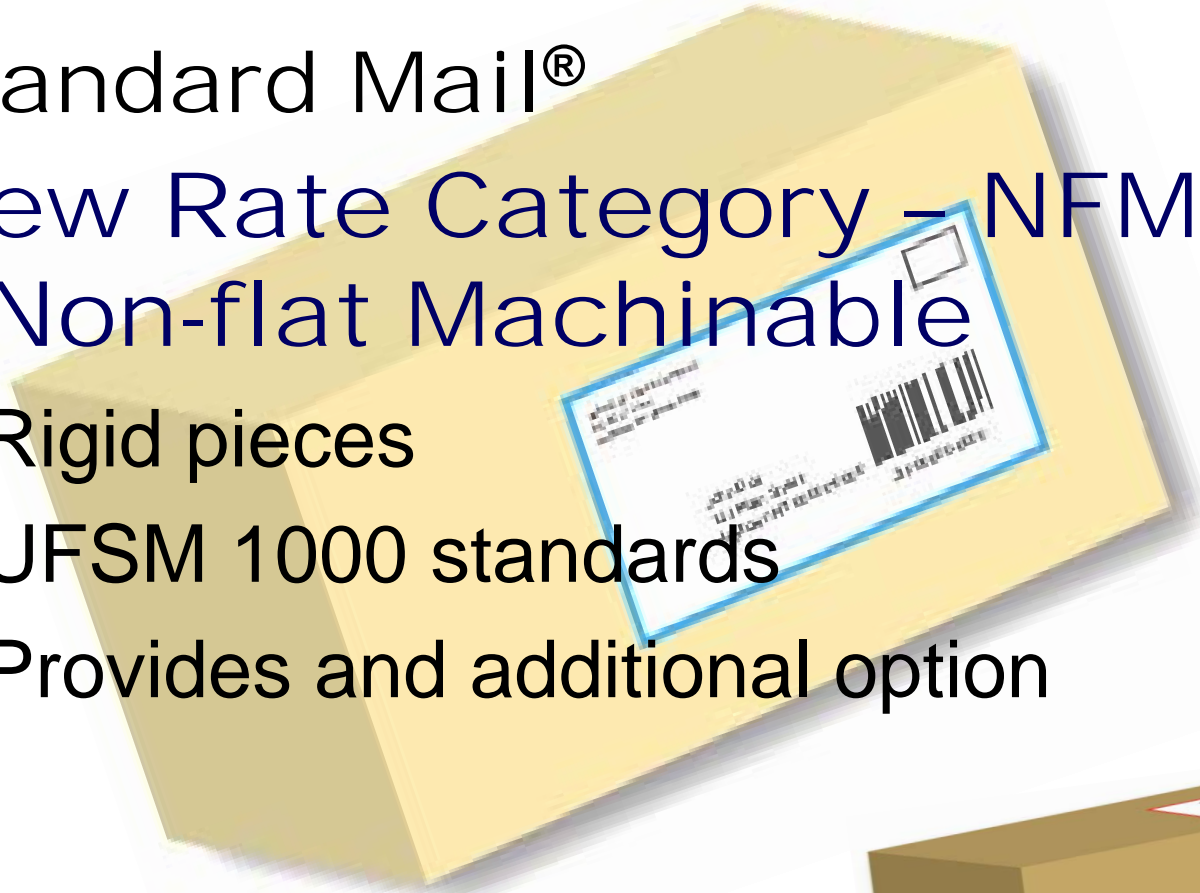 andard Mail®
ew Rate Category – NFM
Non-flat Machinable
Rigid pieces
UFSM 1000 standards
Provides and additional option